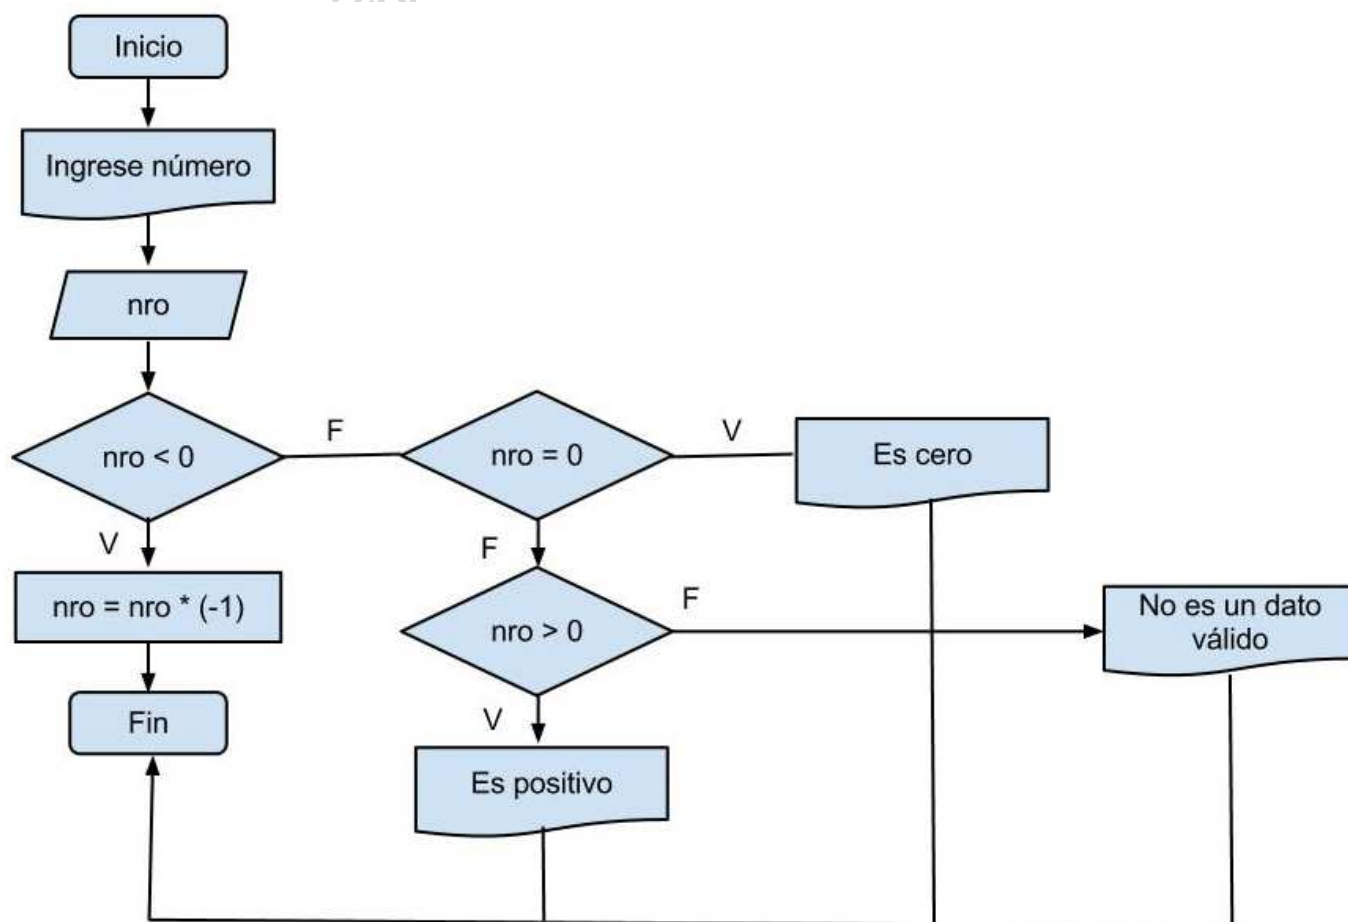 Inicio
Ingrese número
nro
nro < 0
F
nro = 0
V
Es cero
V
F
nro = nro * (-1)
nro > 0
F
No es un dato
válido
Fin
V
Es positivo